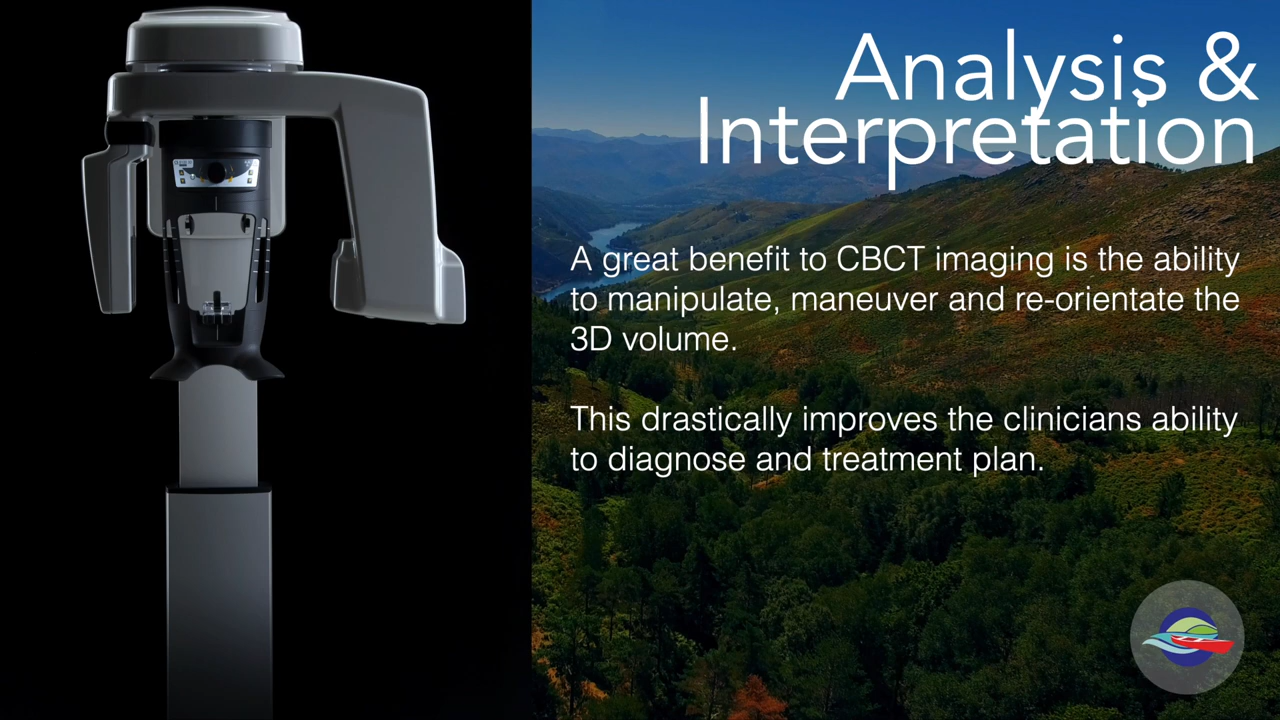 Analysis &
Interpretation
A great benefit to CBCT imaging is the ability
to manipulate, maneuver and re-orientate the
3D volume.
This drastically improves the clinicians ability
to diagnose and treatment plan.